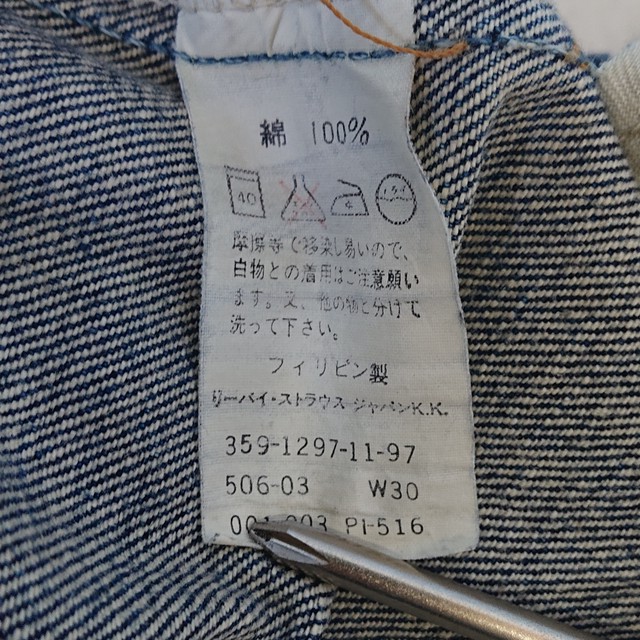 綿 100%
40
摩擦等で移染し易いので、
白物との着用はご注意願い
ます。又、他の物と分けて
洗って下さい。
フィリピン製
リーバイ・ストラウス ジャパンK.K.
359-1297-11-97
506-03 W30
003 PI-516